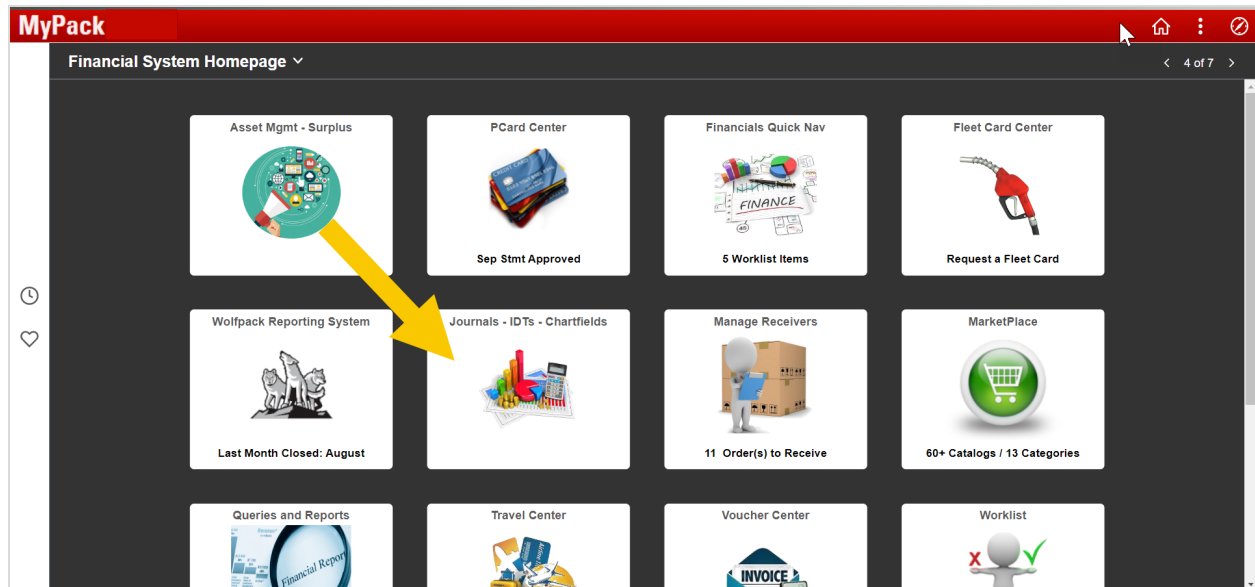 MyPack
Financial System Homepage
4 of 7
Asset Mgmt - Surplus
PCard Center
CREDIT CARD
Sep Stmt Approved
Financials Quick Nav
FINANCE
5 Worklist Items
Fleet Card Center
Request a Fleet Card
Wolfpack Reporting System
Last Month Closed: August
Journals - IDTs - Chartfields
Manage Receivers
11 Order(s) to Receive
MarketPlace
60+ Catalogs / 13 Categories
Queries and Reports
Financial Report
Travel Center
Voucher Center
INVOICE
Worklist